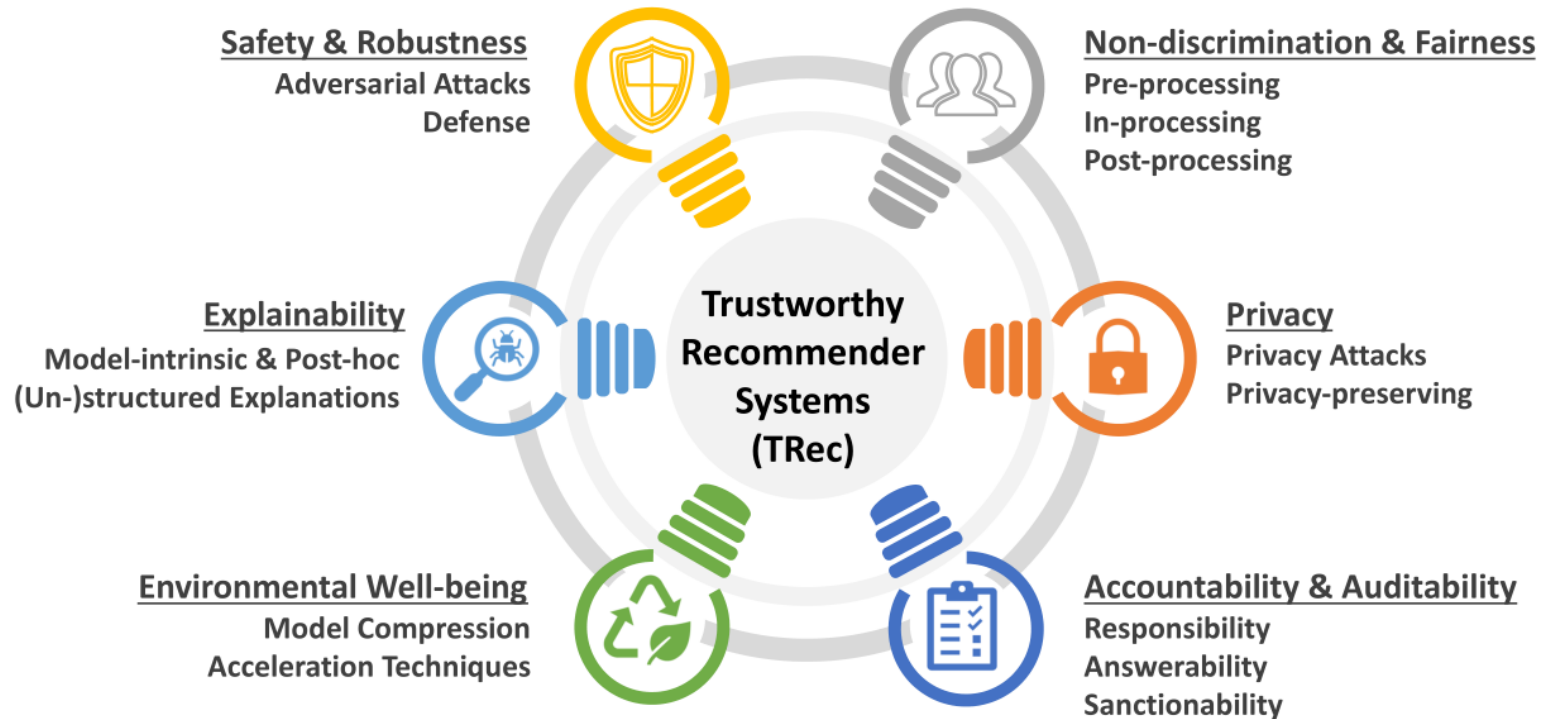 Safety & Robustness
Adversarial Attacks
Defense
Non-discrimination & Fairness
Pre-processing
In-processing
Post-processing
Explainability
Model-intrinsic & Post-hoc
(Un-)structured Explanations
Trustworthy
Recommender
Systems
(TRec)
Privacy
Privacy Attacks
Privacy-preserving
Environmental Well-being
Model Compression
Acceleration Techniques
Accountability & Auditability
Responsibility
Answerability
Sanctionability